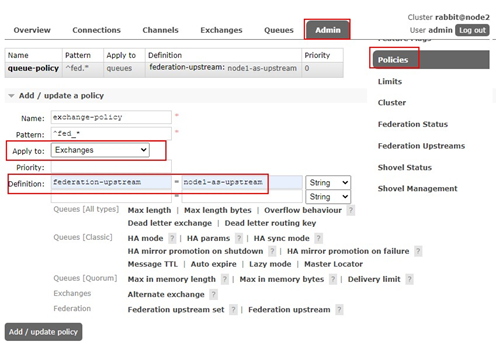 Cluster rabbit@node2
Overview Connections Channels Exchanges Queues Admin User admin Log out
Name Pattern Apply to Definition Priority
queue-policy ^fed.* queues federation-upstream: node1-as-upstream 0
Feature Flags
Policies
Limits
Cluster
Federation Status
Federation Upstreams
Shovel Status
Shovel Management
Add / update a policy
Name: exchange-policy *
Pattern: ^fed_* *
Apply to: Exchanges
Priority:
Definition: federation-upstream = node1-as-upstream String
= String
Queues [All types] Max length | Max length bytes | Overflow behaviour ?
Dead letter exchange | Dead letter routing key
Queues [Classic] HA mode ? | HA params ? | HA sync mode ?
HA mirror promotion on shutdown ? | HA mirror promotion on failure ?
Message TTL | Auto expire | Lazy mode | Master Locator
Queues [Quorum] Max in memory length ? | Max in memory bytes ? | Delivery limit ?
Exchanges Alternate exchange ?
Federation Federation upstream set ? | Federation upstream ?
Add / update policy